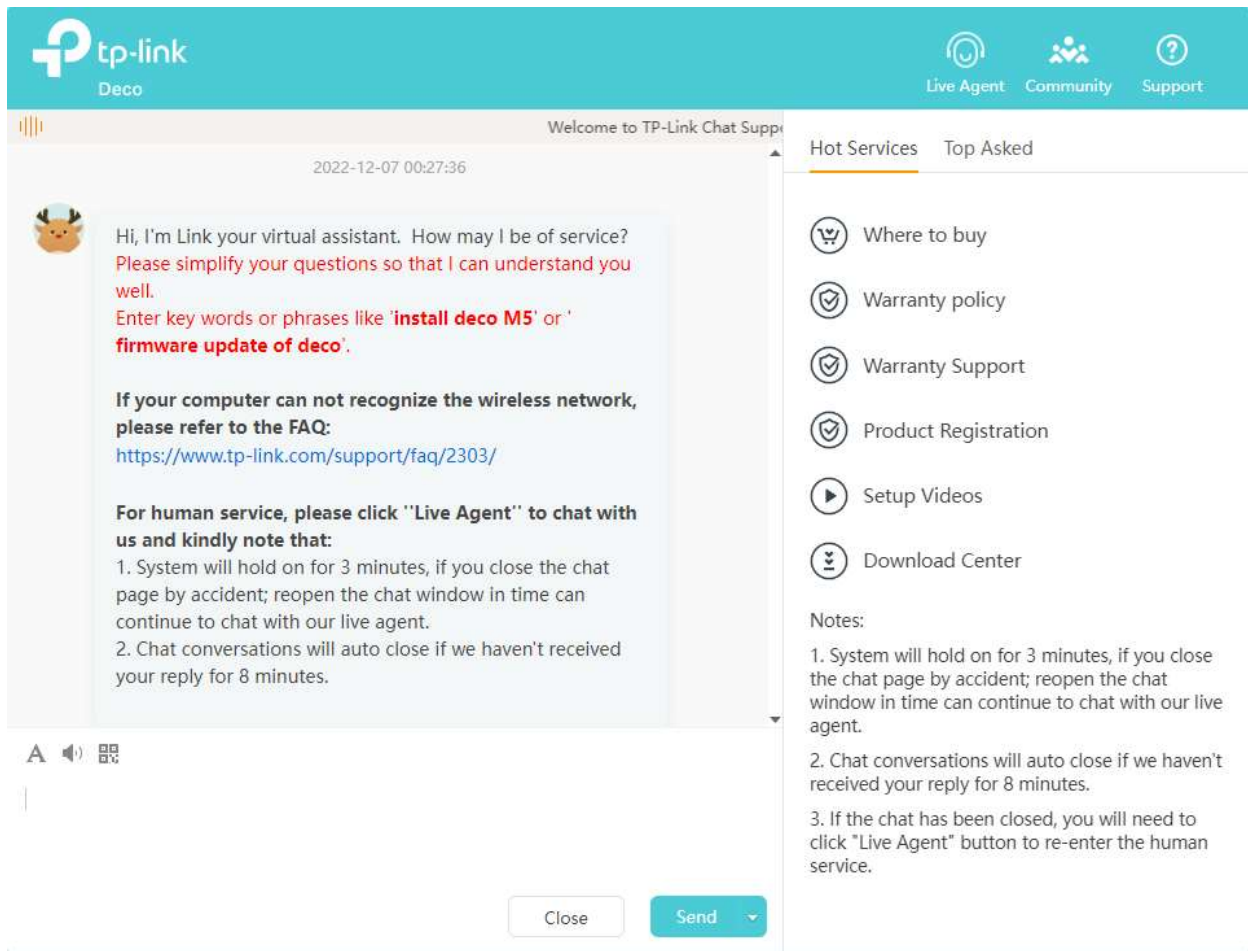 tp-link
Deco
Live Agent
Community
Support
Welcome to TP-Link Chat
2022-12-07 00:27:36
Hi, I'm Link your virtual assistant.  How may I be of service?
Please simplify your questions so that I can understand you
well.
Enter key words or phrases like 'install deco M5' or '
firmware update of deco'.
If your computer can not recognize the wireless network,
please refer to the FAQ:
https://www.tp-link.com/support/faq/2303/
For human service, please click ''Live Agent'' to chat with
us and kindly note that:
1. System will hold on for 3 minutes, if you close the chat
page by accident; reopen the chat window in time can
continue to chat with our live agent.
2. Chat conversations will auto close if we haven't received
your reply for 8 minutes.
A
Close
Send
Hot Services
Top Asked
Where to buy
Warranty policy
Warranty Support
Product Registration
Setup Videos
Download Center
Notes:
1. System will hold on for 3 minutes, if you close
the chat page by accident; reopen the chat
window in time can continue to chat with our live
agent.
2. Chat conversations will auto close if we haven't
received your reply for 8 minutes.
3. If the chat has been closed, you will need to
click "Live Agent" button to re-enter the human
service.